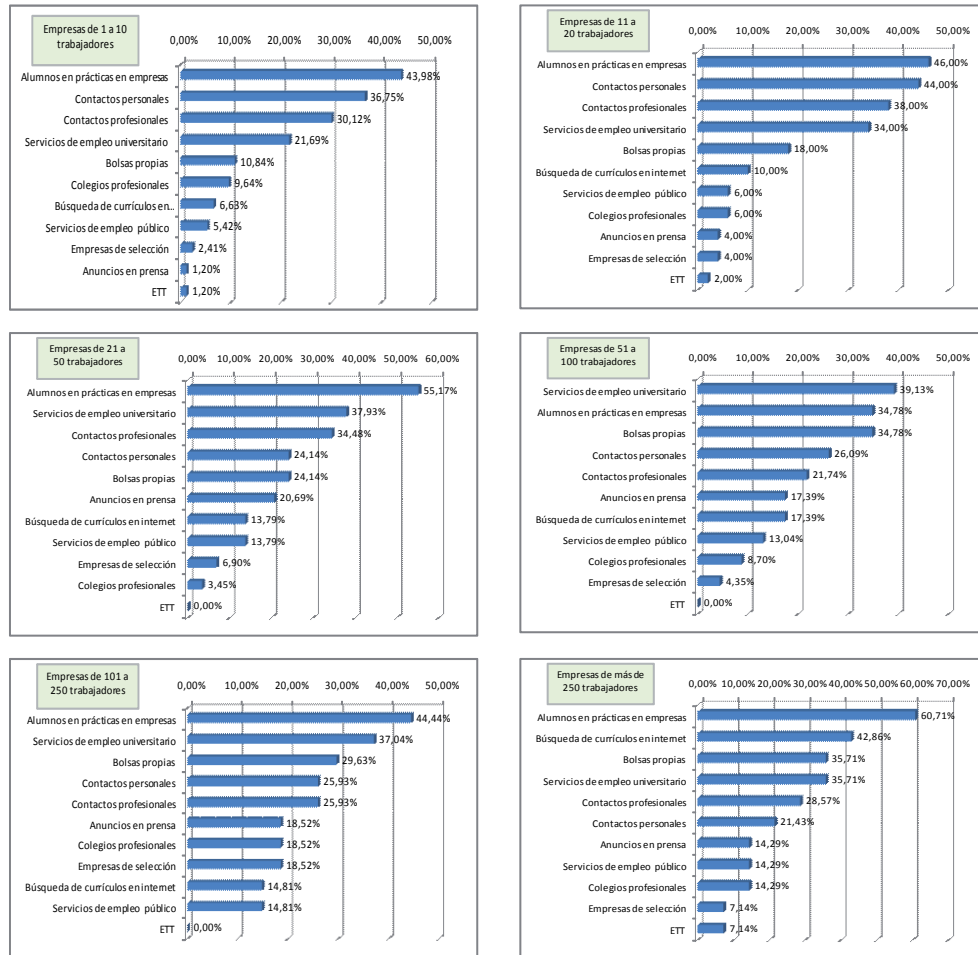 Empresas de 1 a 10
trabajadores
0,00% 10,00% 20,00% 30,00% 40,00% 50,00%
Alumnos en prácticas en empresas 43,98%
Contactos personales 36,75%
Contactos profesionales 30,12%
Servicios de empleo universitario 21,69%
Bolsas propias 10,84%
Colegios profesionales 9,64%
Búsqueda de currículos en... 6,63%
Servicios de empleo público 5,42%
Empresas de selección 2,41%
Anuncios en prensa 1,20%
ETT 1,20%
Empresas de 11 a
20 trabajadores
0,00% 10,00% 20,00% 30,00% 40,00% 50,00%
Alumnos en prácticas en empresas 46,00%
Contactos personales 44,00%
Contactos profesionales 38,00%
Servicios de empleo universitario 34,00%
Bolsas propias 18,00%
Búsqueda de currículos en internet 10,00%
Servicios de empleo público 6,00%
Colegios profesionales 6,00%
Anuncios en prensa 4,00%
Empresas de selección 4,00%
ETT 2,00%
Empresas de 21 a
50 trabajadores
0,00% 10,00% 20,00% 30,00% 40,00% 50,00% 60,00%
Alumnos en prácticas en empresas 55,17%
Servicios de empleo universitario 37,93%
Contactos profesionales 34,48%
Contactos personales 24,14%
Bolsas propias 24,14%
Anuncios en prensa 20,69%
Búsqueda de currículos en internet 13,79%
Servicios de empleo público 13,79%
Empresas de selección 6,90%
Colegios profesionales 3,45%
ETT 0,00%
Empresas de 51 a
100 trabajadores
0,00% 10,00% 20,00% 30,00% 40,00% 50,00%
Servicios de empleo universitario 39,13%
Alumnos en prácticas en empresas 34,78%
Bolsas propias 34,78%
Contactos personales 26,09%
Contactos profesionales 21,74%
Anuncios en prensa 17,39%
Búsqueda de currículos en internet 17,39%
Servicios de empleo público 13,04%
Colegios profesionales 8,70%
Empresas de selección 4,35%
ETT 0,00%
Empresas de 101 a
250 trabajadores
0,00% 10,00% 20,00% 30,00% 40,00% 50,00%
Alumnos en prácticas en empresas 44,44%
Servicios de empleo universitario 37,04%
Bolsas propias 29,63%
Contactos personales 25,93%
Contactos profesionales 25,93%
Anuncios en prensa 18,52%
Colegios profesionales 18,52%
Empresas de selección 18,52%
Búsqueda de currículos en internet 14,81%
Servicios de empleo público 14,81%
ETT 0,00%
Empresas de más de
250 trabajadores
0,00% 10,00% 20,00% 30,00% 40,00% 50,00% 60,00% 70,00%
Alumnos en prácticas en empresas 60,71%
Búsqueda de currículos en internet 42,86%
Bolsas propias 35,71%
Servicios de empleo universitario 35,71%
Contactos profesionales 28,57%
Contactos personales 21,43%
Anuncios en prensa 14,29%
Servicios de empleo público 14,29%
Colegios profesionales 14,29%
Empresas de selección 7,14%
ETT 7,14%